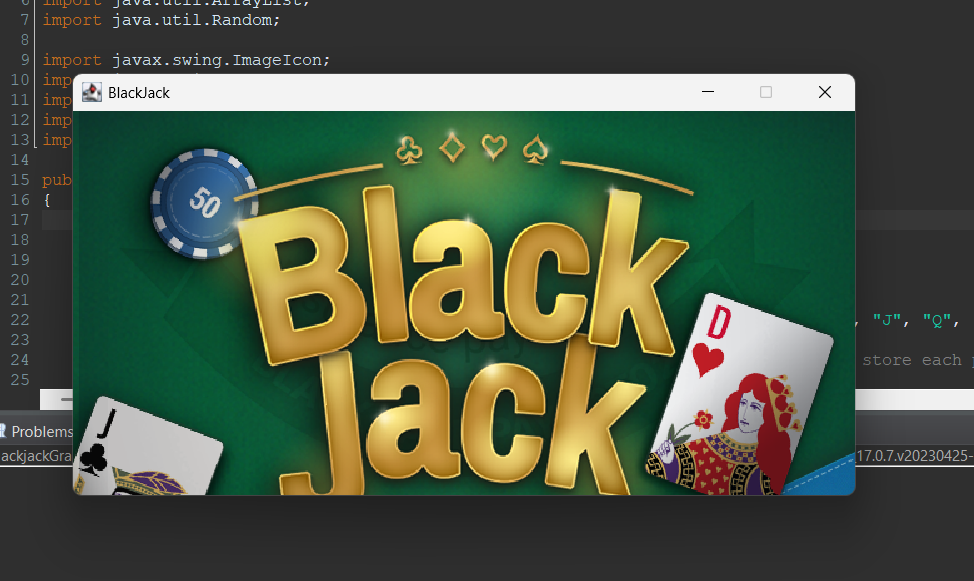 import java.util.ArrayList;
7 import java.util.Random;
8
9 import javax.swing.ImageIcon;
10 imp
BlackJack
11 imp
12 imp
13 imp
14
15 pub
16 {
17
18
19
20
21
22 , "J", "Q",
23
24 store each
25
50
Black
Jack
D
J
Problems
ackjackGra
17.0.7.v20230425-